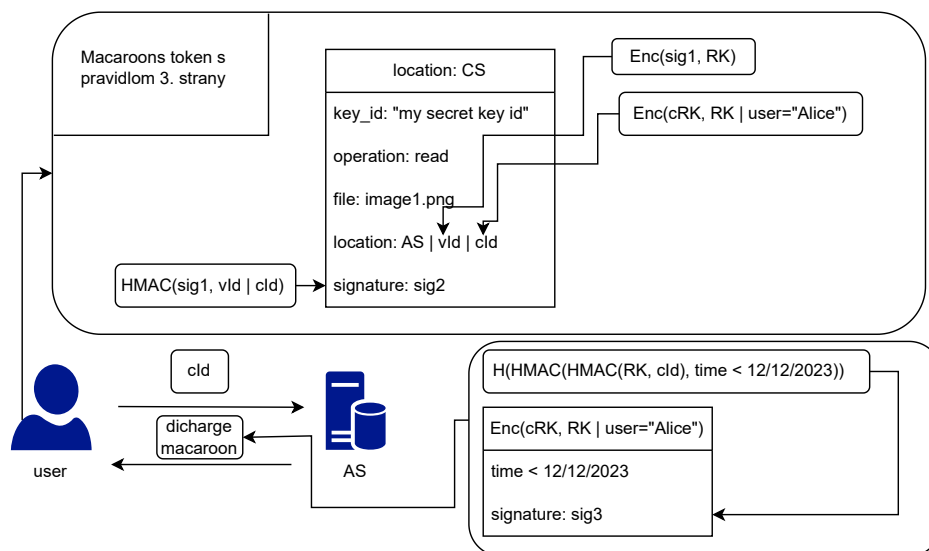 Macaroons token s
pravidlom 3. strany
location: CS
key_id: "my secret key id"
operation: read
file: image1.png
location: AS | vId | cId
signature: sig2
Enc(sig1, RK)
Enc(cRK, RK | user="Alice")
HMAC(sig1, vId | cId)
cId
dicharge
macaroon
user
AS
H(HMAC(HMAC(RK, cId), time < 12/12/2023))
Enc(cRK, RK | user="Alice")
time < 12/12/2023
signature: sig3